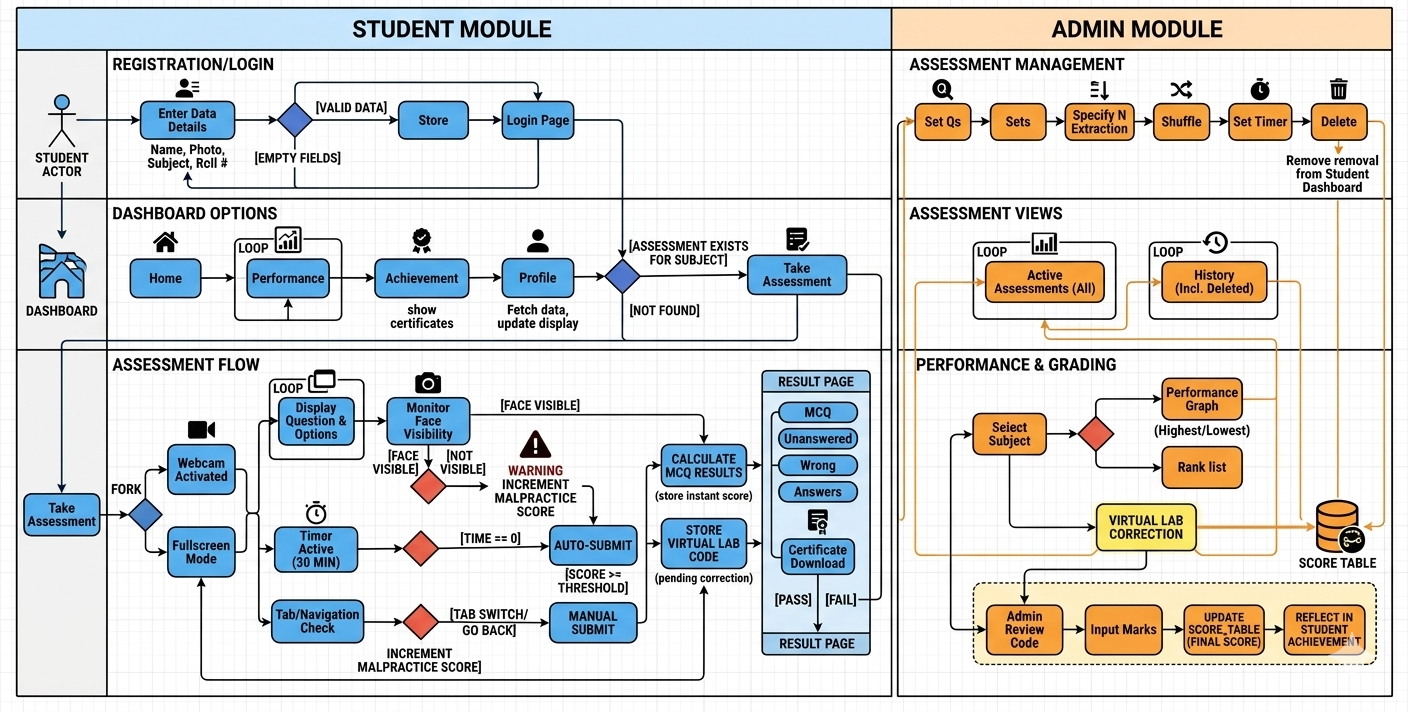 STUDENT MODULE
REGISTRATION/LOGIN
STUDENT
ACTOR
Enter Data
Details
Name, Photo,
Subject, Rcll #
[VALID DATA]
[EMPTY FIELDS]
Store
Login Page
DASHBOARD
DASHBOARD OPTIONS
Home
LOOP
Performance
Achievement
show
certificates
Profile
Fetch data,
update display
[ASSESSMENT EXISTS
FOR SUBJECT]
[NOT FOUND]
Take
Assessment
ASSESSMENT FLOW
Take
Assessment
FORK
Webcam
Activated
Fullscreen
Mode
LOOP
Display
Question &
Options
Monitor
Face
Visibility
[FACE VISIBLE]
[FACE
VISIBLE]
[NOT
VISIBLE]
WARNING
INCREMENT
MALPRACTICE
SCORE
Timor
Active
(30 MIN)
[TIME == 0]
AUTO-SUBMIT
[SCORE >=
THRESHOLD]
Tab/Navigation
Check
[TAB SWITCH/
GO BACK]
INCREMENT
MALPRACTICE SCORE]
MANUAL
SUBMIT
CALCULATE
MCQ RESULTS
(store instant score)
STORE
VIRTUAL LAB
CODE
(pending correction)
RESULT PAGE
MCQ
Unanswered
Wrong
Answers
Certificate
Download
[PASS]
[FAIL]
RESULT PAGE
ADMIN MODULE
ASSESSMENT MANAGEMENT
Set Qs
Sets
Specify N
Extraction
Shuffle
Set Timer
Delete
Remove removal
from Student
Dashboard
ASSESSMENT VIEWS
LOOP
Active
Assessments (All)
LOOP
History
(Incl. Deleted)
PERFORMANCE & GRADING
Select
Subject
Performance
Graph
(Highest/Lowest)
Rank list
VIRTUAL LAB
CORRECTION
SCORE TABLE
Admin
Review
Code
Input Marks
UPDATE
SCORE_TABLE
(FINAL SCORE)
REFLECT IN
STUDENT
ACHIEVEMENT